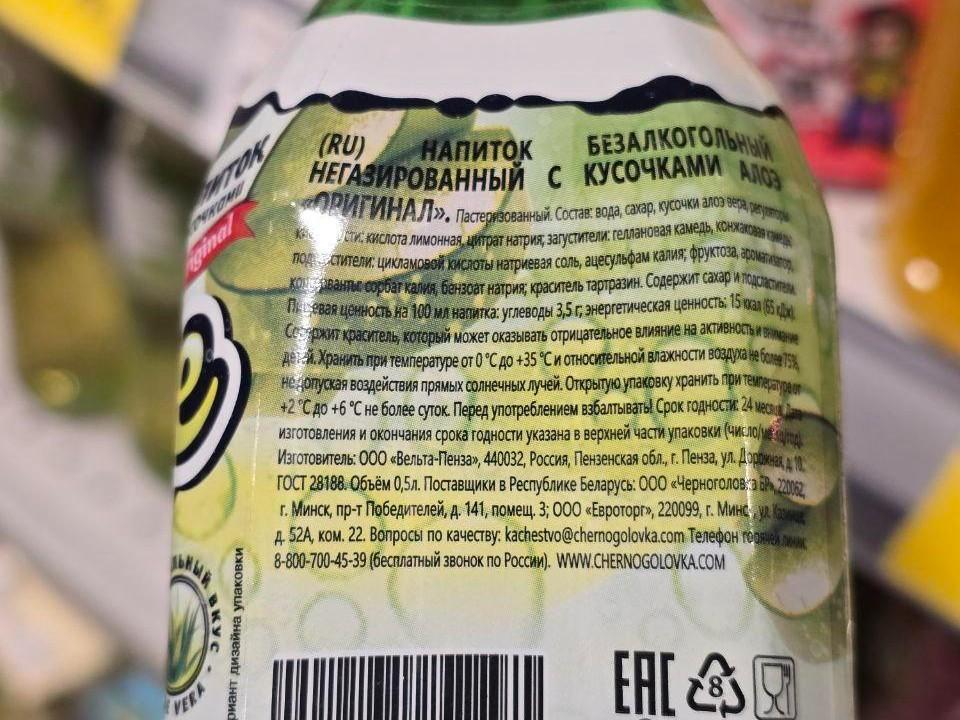 (RU) НАПИТОК БЕЗАЛКОГОЛЬНЫЙ
НЕГАЗИРОВАННЫЙ С КУСОЧКАМИ АЛОЭ
«ОРИГИНАЛ». Пастеризованный. Состав: вода, сахар, кусочки алоэ вера, регуляторы
кислотности: кислота лимонная, цитрат натрия; загустители: геллановая камедь, конжаковая камедь;
подсластители: цикламовой кислоты натриевая соль, ацесульфам калия; фруктоза, ароматизатор,
консерванты: сорбат калия, бензоат натрия; краситель тартразин. Содержит сахар и подсластители.
Пищевая ценность на 100 мл напитка: углеводы 3,5 г; энергетическая ценность: 15 ккал (65 кДж).
Содержит краситель, который может оказывать отрицательное влияние на активность и внимание
детей. Хранить при температуре от 0 °С до +35 °С и относительной влажности воздуха не более 75%,
не допуская воздействия прямых солнечных лучей. Открытую упаковку хранить при температуре от
+2 °С до +6 °С не более суток. Перед употреблением взбалтывать! Срок годности: 24 месяца. Дата
изготовления и окончания срока годности указана в верхней части упаковки (число/месяц/год).
Изготовитель: ООО «Вельта-Пенза», 440032, Россия, Пензенская обл., г. Пенза, ул. Дорожная, д. 10.
ГОСТ 28188. Объём 0,5л. Поставщики в Республике Беларусь: ООО «Черноголовка БР», 220062,
г. Минск, пр-т Победителей, д. 141, помещ. 3; ООО «Евроторг», 220099, г. Минск, ул.
д. 52А, ком. 22. Вопросы по качеству: kachestvo@chernogolovka.com Телефон горячей линии:
8-800-700-45-39 (бесплатный звонок по России). WWW.CHERNOGOLOVKA.COM
дизайна упаковки
ВКУС
VERA
EAC
8